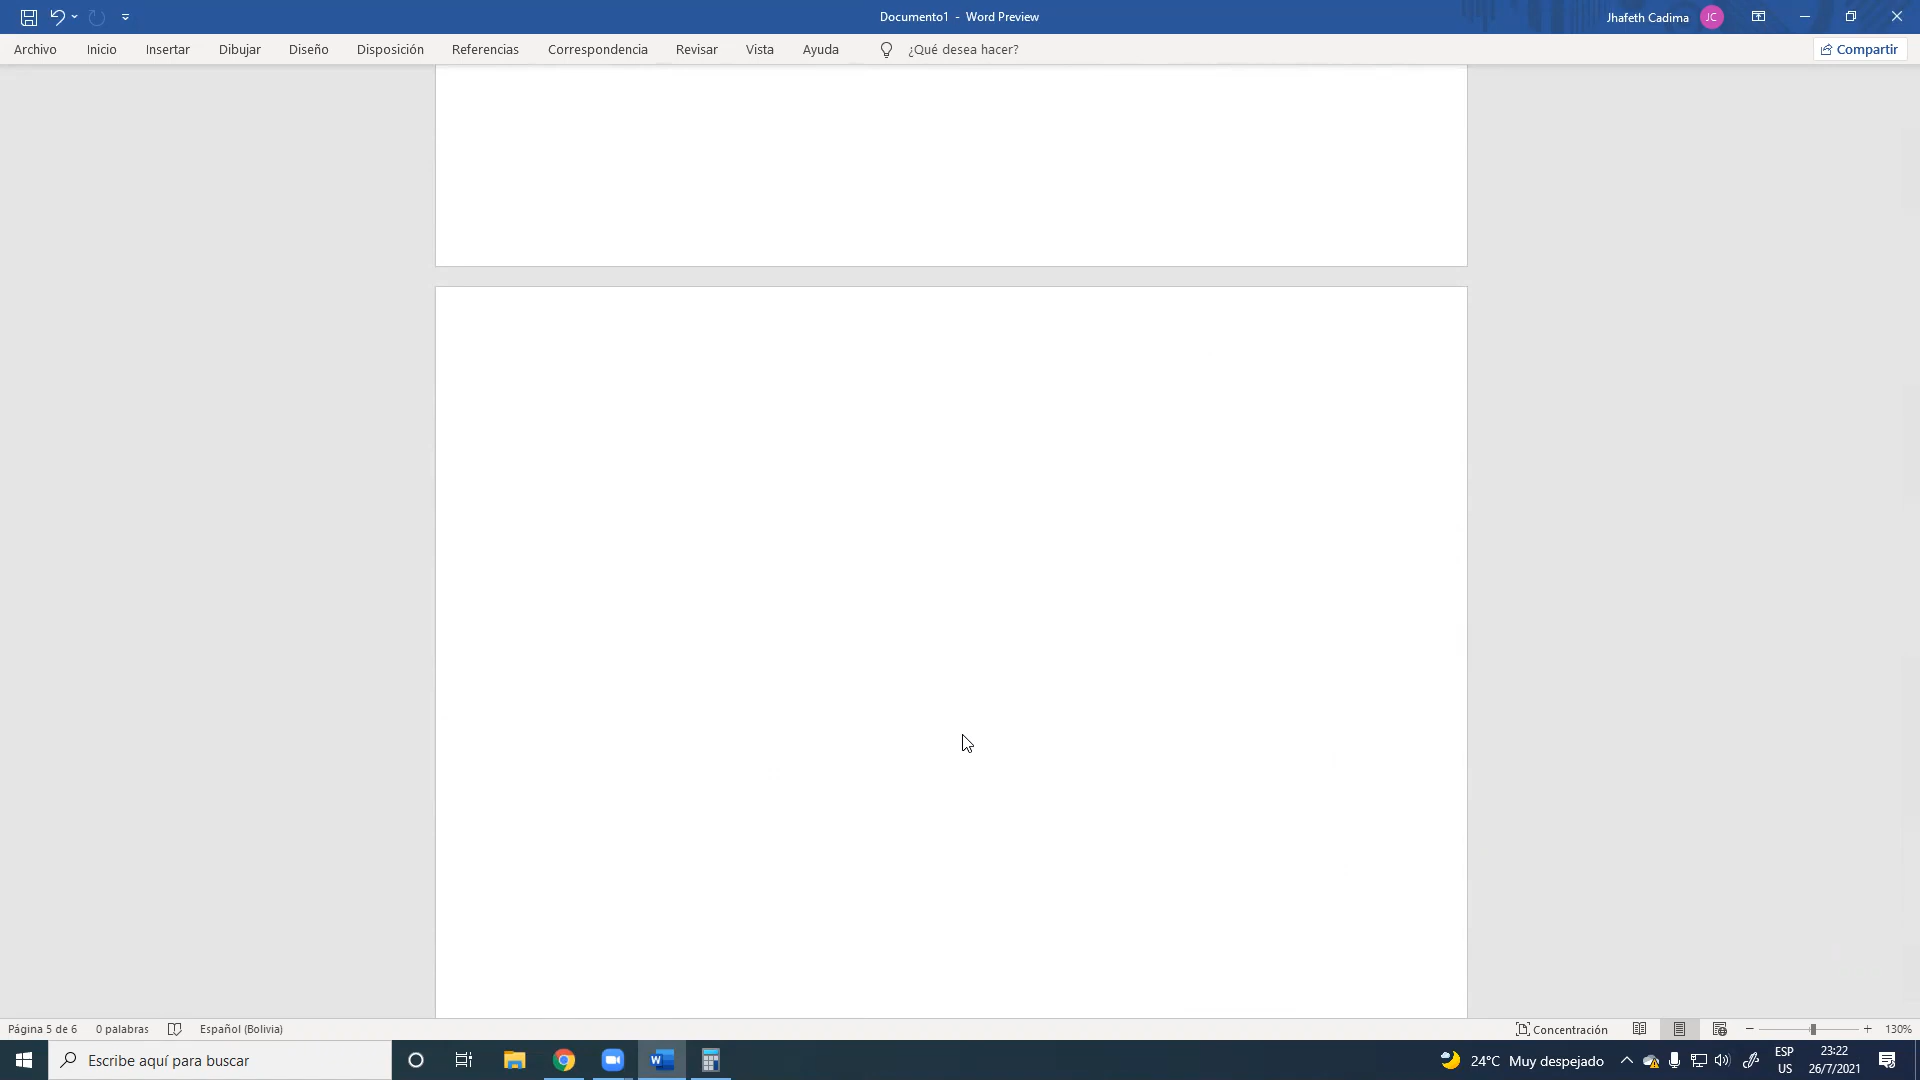 Documento1 - Word Preview
Jhafeth Cadima
JC
Archivo Inicio Insertar Dibujar Diseño Disposición Referencias Correspondencia Revisar Vista Ayuda ¿Qué desea hacer? Compartir
Página 5 de 6 0 palabras Español (Bolivia) Concentración 130%
Escribe aquí para buscar
W
24°C Muy despejado
ESP
US
23:22
26/7/2021